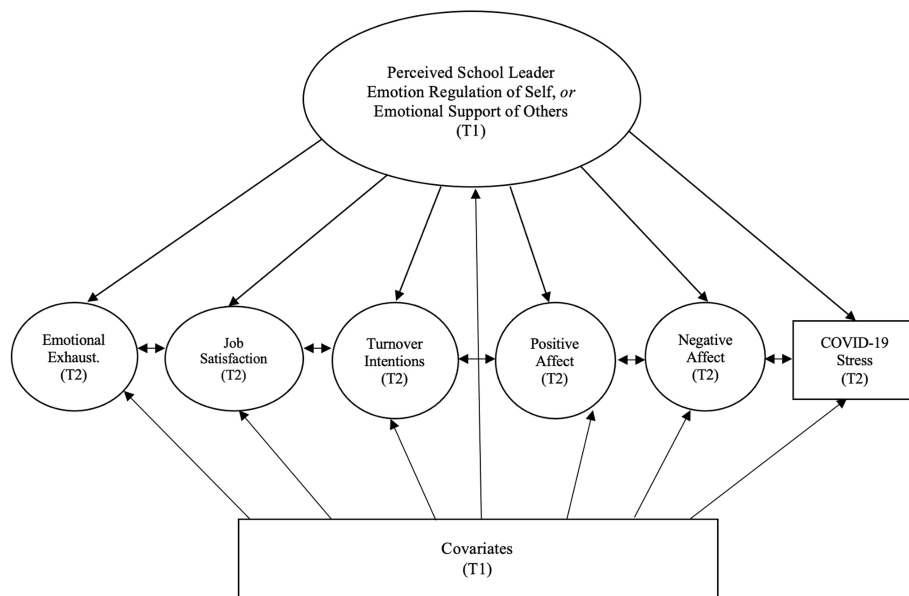 Perceived School Leader
Emotion Regulation of Self, or
Emotional Support of Others
(T1)
Emotional
Exhaust.
(T2)
Job
Satisfaction
(T2)
Turnover
Intentions
(T2)
Positive
Affect
(T2)
Negative
Affect
(T2)
COVID-19
Stress
(T2)
Covariates
(T1)